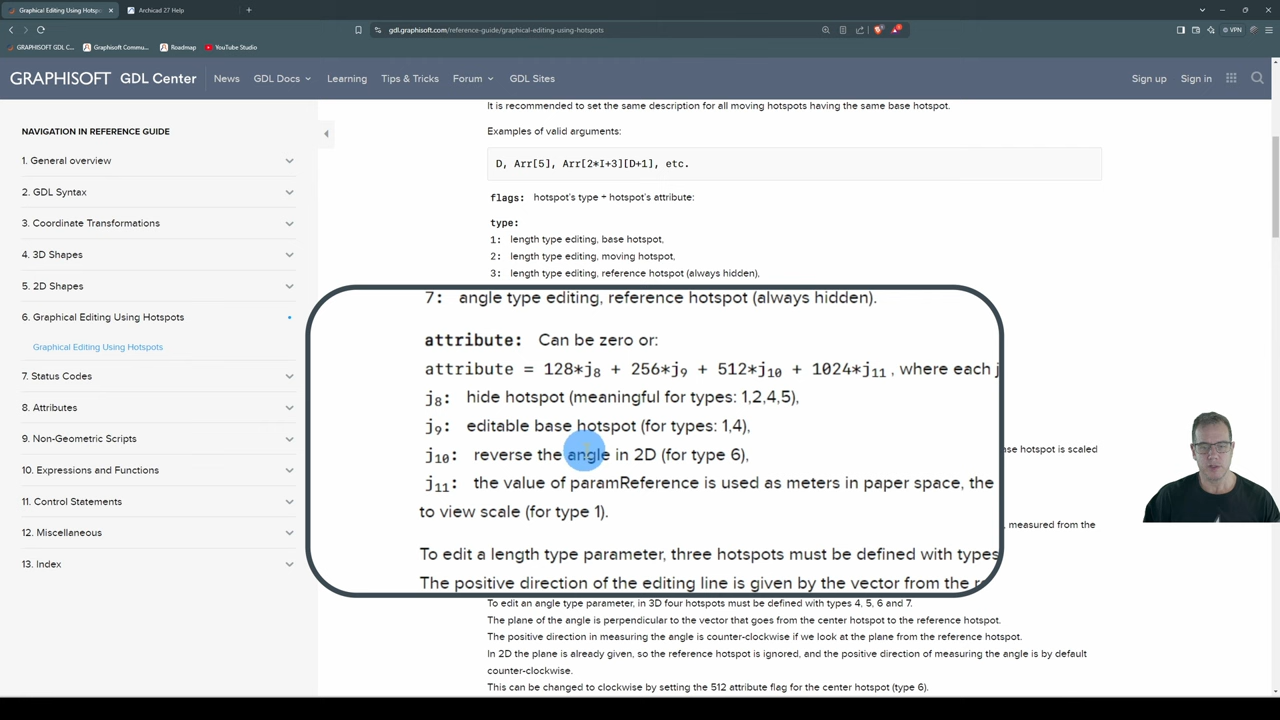 Graphical Editing Using Hotspo
Archicad 27 Help
gdl.graphisoft.com/reference-guide/graphical-editing-using-hotspots
VPN
GRAPHISOFT GDL C...
Graphisoft Commu...
Roadmap
YouTube Studio
GRAPHISOFT GDL CENTER
News
GDL Docs
Learning
Tips & Tricks
Forum
GDL Sites
Sign up
Sign in
NAVIGATION IN REFERENCE GUIDE
1. General overview
2. GDL Syntax
3. Coordinate Transformations
4. 3D Shapes
5. 2D Shapes
6. Graphical Editing Using Hotspots
Graphical Editing Using Hotspots
7. Status Codes
8. Attributes
9. Non-Geometric Scripts
10. Expressions and Functions
11. Control Statements
12. Miscellaneous
13. Index
It is recommended to set the same description for all moving hotspots having the same base hotspot.
Examples of valid arguments:
D, Arr[5], Arr[2*I+3][D+1], etc.
flags: hotspot's type + hotspot's attribute:
type:
1: length type editing, base hotspot,
2: length type editing, moving hotspot,
3: length type editing, reference hotspot (always hidden),
7: angle type editing, reference hotspot (always hidden).
attribute: Can be zero or:
attribute = 128*j8 + 256*j9 + 512*j10 + 1024*j11, where each j
j8: hide hotspot (meaningful for types: 1,2,4,5),
j9: editable base hotspot (for types: 1,4),
j10: reverse the angle in 2D (for type 6),
j11: the value of paramReference is used as meters in paper space, the
to view scale (for type 1).
To edit a length type parameter, three hotspots must be defined with types
The positive direction of the editing line is given by the vector from the re
se hotspot is scaled
, measured from the
To edit an angle type parameter, in 3D four hotspots must be defined with types 4, 5, 6 and 7.
The plane of the angle is perpendicular to the vector that goes from the center hotspot to the reference hotspot.
The positive direction in measuring the angle is counter-clockwise if we look at the plane from the reference hotspot.
In 2D the plane is already given, so the reference hotspot is ignored, and the positive direction of measuring the angle is by default
counter-clockwise.
This can be changed to clockwise by setting the 512 attribute flag for the center hotspot (type 6).